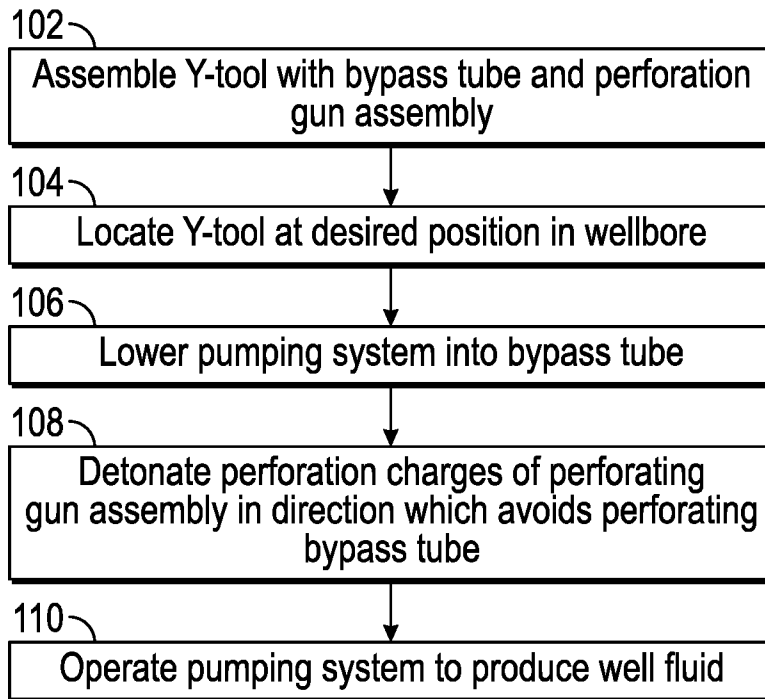 102
Assemble Y-tool with bypass tube and perforation
gun assembly
104
Locate Y-tool at desired position in wellbore
106
Lower pumping system into bypass tube
108
Detonate perforation charges of perforating
gun assembly in direction which avoids perforating
bypass tube
110
Operate pumping system to produce well fluid